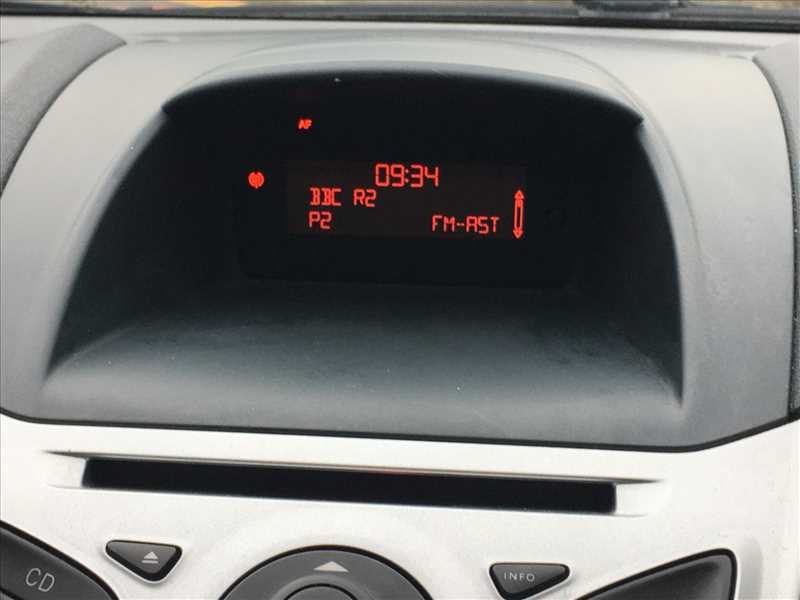 AF
09:34
BBC R2
P2 FM-AST
CD
INFO